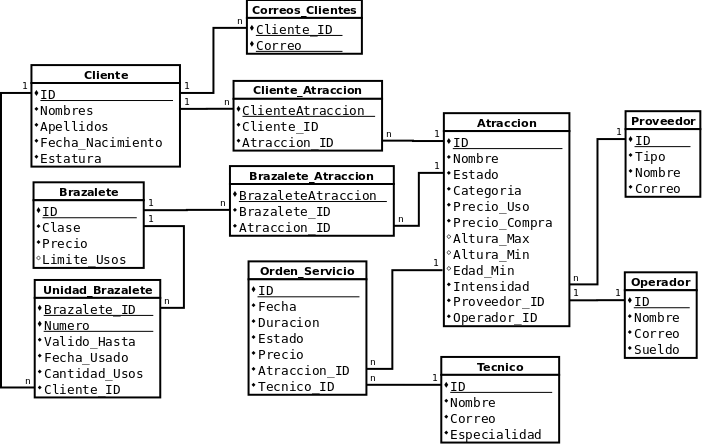 Correos_Clientes
Cliente_ID
Correo
n
1
1
n
Cliente
ID
Nombres
Apellidos
Fecha_Nacimiento
Estatura
1
Cliente_Atraccion
ClienteAtraccion
Cliente_ID
Atraccion_ID
n
1
Atraccion
ID
Nombre
Estado
Categoria
Precio_Uso
Precio_Compra
Altura_Max
Altura_Min
Edad_Min
Intensidad
Proveedor_ID
Operador_ID
1
1
n
1
Proveedor
ID
Tipo
Nombre
Correo
1
Brazalete
ID
Clase
Precio
Limite_Usos
1
1
n
Brazalete_Atraccion
BrazaleteAtraccion
Brazalete_ID
Atraccion_ID
n
Unidad_Brazalete
Brazalete_ID
Numero
Valido_Hasta
Fecha_Usado
Cantidad_Usos
Cliente_ID
n
n
Orden_Servicio
ID
Fecha
Duracion
Estado
Precio
Atraccion_ID
Tecnico_ID
n
n
Operador
ID
Nombre
Correo
Sueldo
1
Tecnico
ID
Nombre
Correo
Especialidad
1